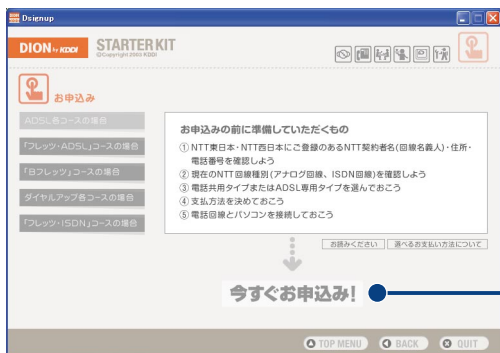 Dsignup
DION by KDDI
STARTER KIT
©Copyright 2003 KDDI
お申込み
ADSL各コースの場合
「フレッツ・ADSL」コースの場合
「Bフレッツ」コースの場合
ダイヤルアップ各コースの場合
「フレッツ・ISDN」コースの場合
お申込みの前に準備していただくもの
① NTT東日本・NTT西日本にご登録のあるNTT契約者名(回線名義人)・住所・
電話番号を確認しよう
② 現在のNTT回線種別(アナログ回線、ISDN回線)を確認しよう
③ 電話共用タイプまたはADSL専用タイプを選んでおこう
④ 支払方法を決めておこう
⑤ 電話回線とパソコンを接続しておこう
お読みください
選べるお支払い方法について
今すぐお申込み!
TOP MENU
BACK
QUIT